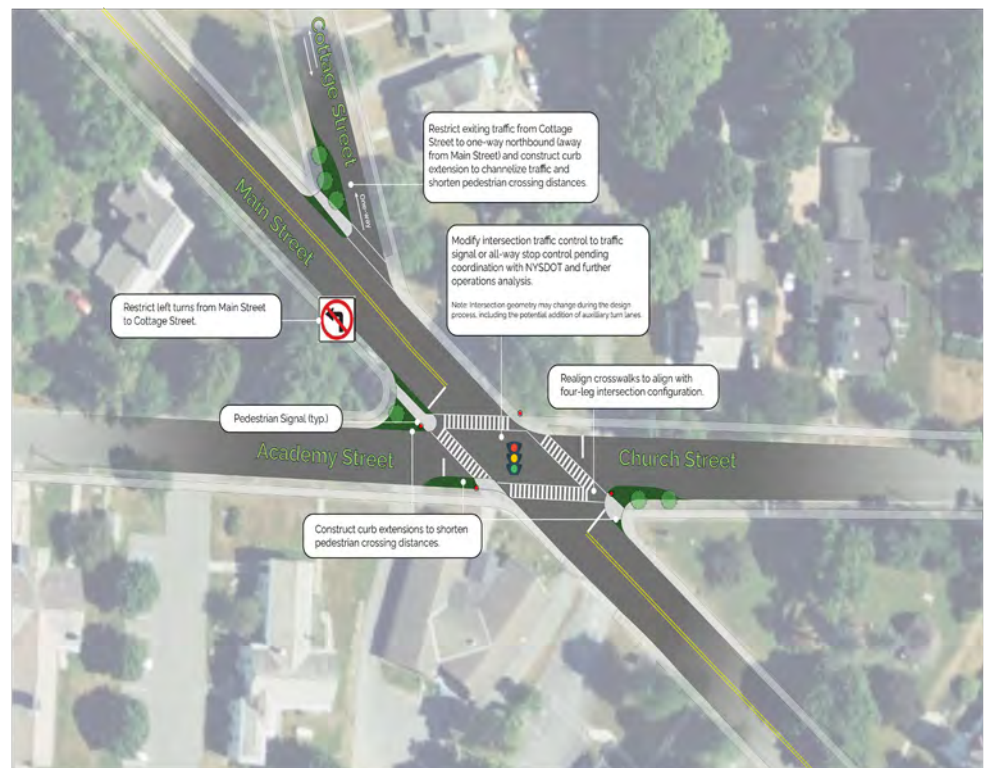 Cottage Street
Restrict exiting traffic from Cottage
Street to one-way northbound (away
from Main Street) and construct curb
extension to channelize traffic and
shorten pedestrian crossing distances.
One-way
Main Street
Modify intersection traffic control to traffic
signal or all-way stop control pending
coordination with NYSDOT and further
operations analysis.
Note: Intersection geometry may change during the design
process, including the potential addition of auxilliary turn lanes.
Restrict left turns from Main Street
to Cottage Street.
Realign crosswalks to align with
four-leg intersection configuration.
Pedestrian Signal (typ.)
Academy Street
Church Street
Construct curb extensions to shorten
pedestrian crossing distances.